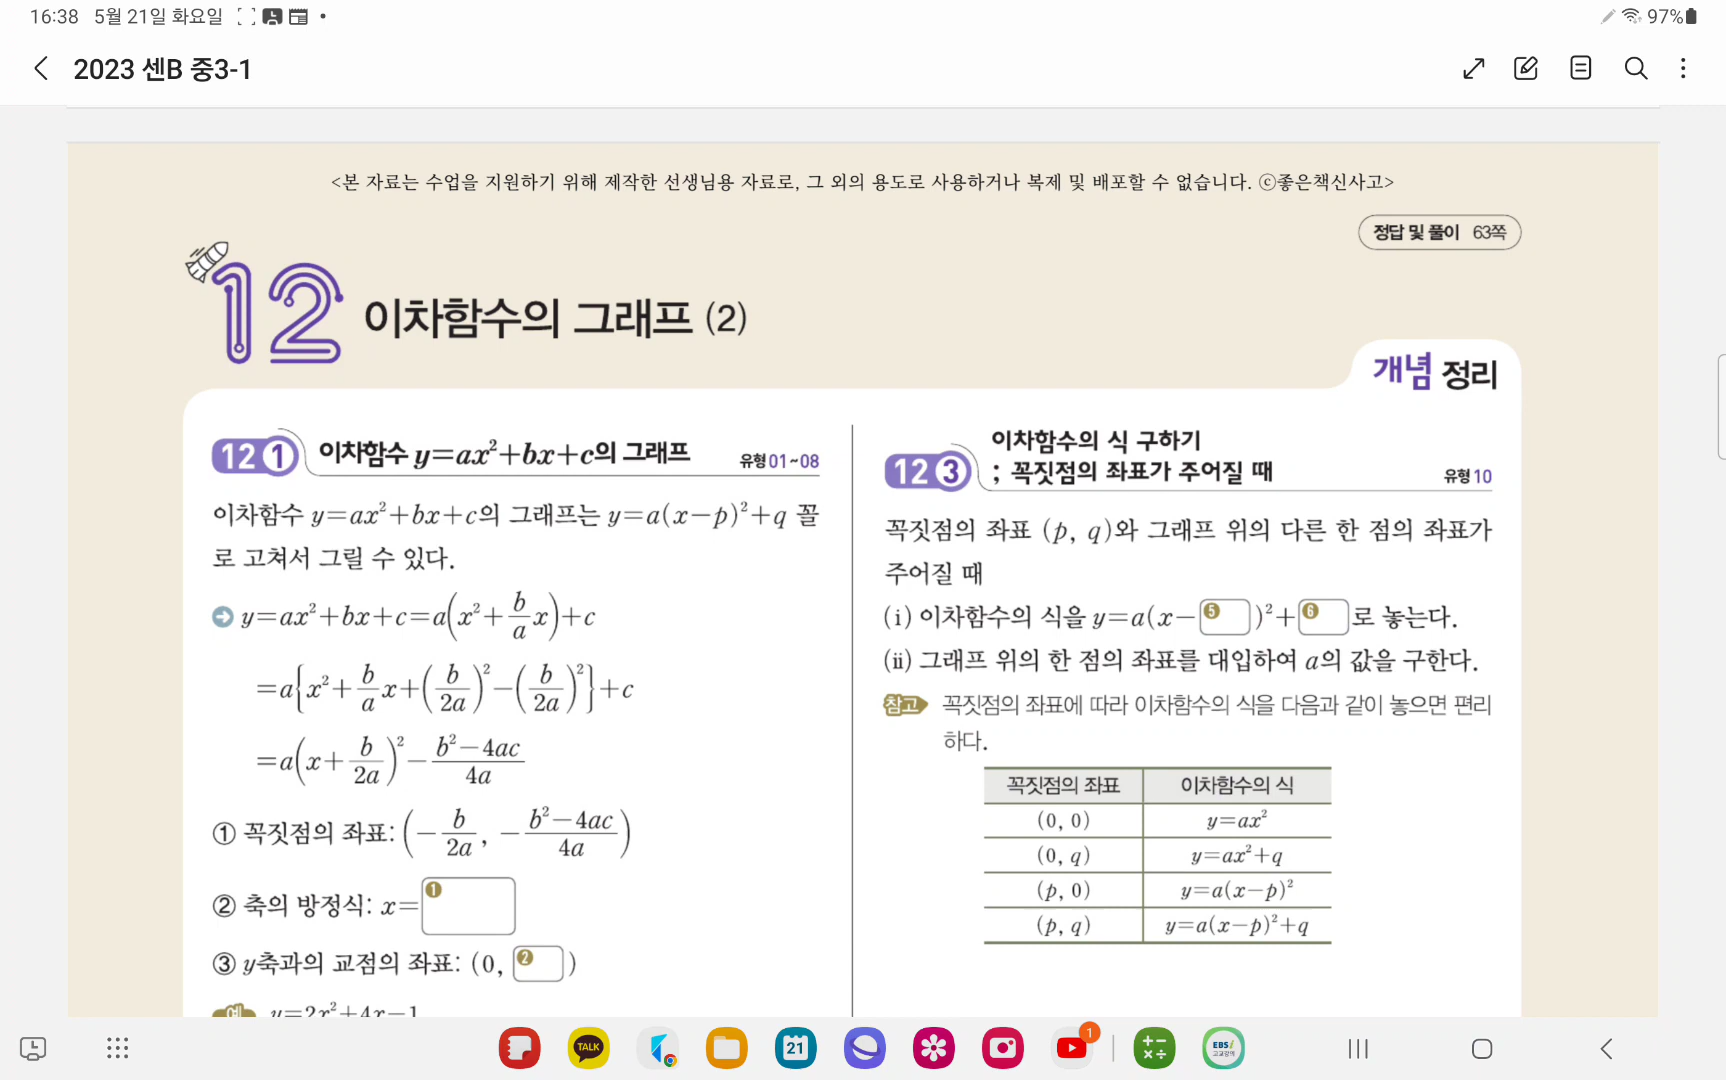 16:38 5월 21일 화요일
97%
2023 센B 중3-1
<본 자료는 수업을 지원하기 위해 제작한 선생님용 자료로, 그 외의 용도로 사용하거나 복제 및 배포할 수 없습니다. ⓒ좋은책신사고>
정답 및 풀이 63쪽
12 이차함수의 그래프 (2)
개념 정리
12 1 이차함수 y=ax²+bx+c의 그래프 유형 01~08
이차함수 y=ax²+bx+c의 그래프는 y=a(x-p)²+q 꼴
로 고쳐서 그릴 수 있다.
➔ y=ax²+bx+c=a(x²+b/a x)+c
=a{x²+b/a x+(b/2a)²-(b/2a)²}+c
=a(x+b/2a)²-(b²-4ac)/4a
① 꼭짓점의 좌표: (-b/2a, -(b²-4ac)/4a)
② 축의 방정식: x= ❶
③ y축과의 교점의 좌표: (0, ❷ )
예 y=2x²+4x-1
12 3 이차함수의 식 구하기
; 꼭짓점의 좌표가 주어질 때 유형 10
꼭짓점의 좌표 (p, q)와 그래프 위의 다른 한 점의 좌표가
주어질 때
(ⅰ) 이차함수의 식을 y=a(x- ❺ )²+ ❻ 로 놓는다.
(ⅱ) 그래프 위의 한 점의 좌표를 대입하여 a의 값을 구한다.
참고 꼭짓점의 좌표에 따라 이차함수의 식을 다음과 같이 놓으면 편리
하다.
꼭짓점의 좌표 이차함수의 식
(0, 0) y=ax²
(0, q) y=ax²+q
(p, 0) y=a(x-p)²
(p, q) y=a(x-p)²+q
TALK
21
1
EBSi
고교강의